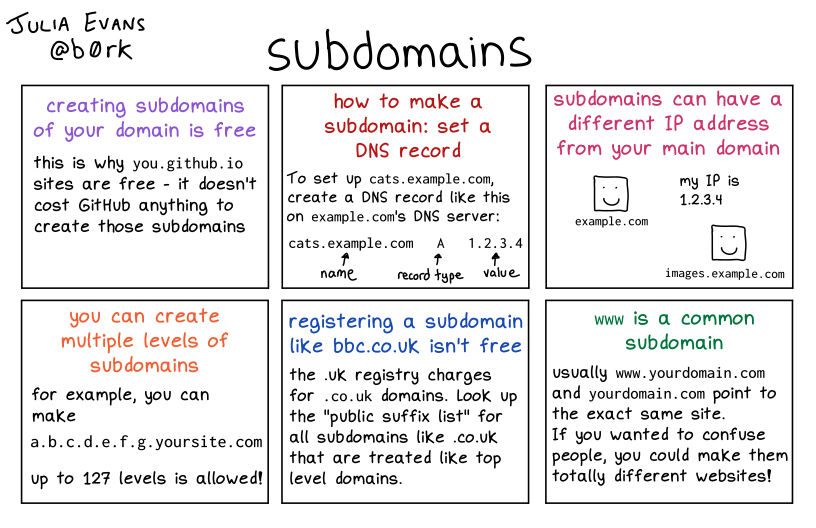 JULIA EVANS
@b0rk
subdomains
creating subdomains
of your domain is free
this is why you.github.io
sites are free - it doesn't
cost GitHub anything to
create those subdomains
how to make a
subdomain: set a
DNS record
To set up cats.example.com,
create a DNS record like this
on example.com's DNS server:
cats.example.com A 1.2.3.4
name record type value
subdomains can have a
different IP address
from your main domain
my IP is
1.2.3.4
example.com
images.example.com
you can create
multiple levels of
subdomains
for example, you can
make
a.b.c.d.e.f.g.yoursite.com
up to 127 levels is allowed!
registering a subdomain
like bbc.co.uk isn't free
the .uk registry charges
for .co.uk domains. Look up
the "public suffix list" for
all subdomains like .co.uk
that are treated like top
level domains.
www is a common
subdomain
usually www.yourdomain.com
and yourdomain.com point to
the exact same site.
If you wanted to confuse
people, you could make them
totally different websites!